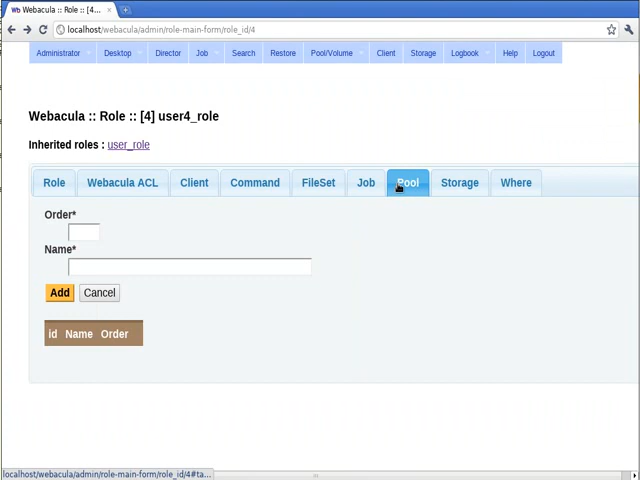 Webacula :: Role :: [4...
localhost/webacula/admin/role-main-form/role_id/4
Administrator Desktop Director Job Search Restore Pool/Volume Client Storage Logbook Help Logout
Webacula :: Role :: [4] user4_role
Inherited roles : user_role
Role Webacula ACL Client Command FileSet Job Pool Storage Where
Order*
Name*
Add Cancel
id Name Order
localhost/webacula/admin/role-main-form/role_id/4#ta...